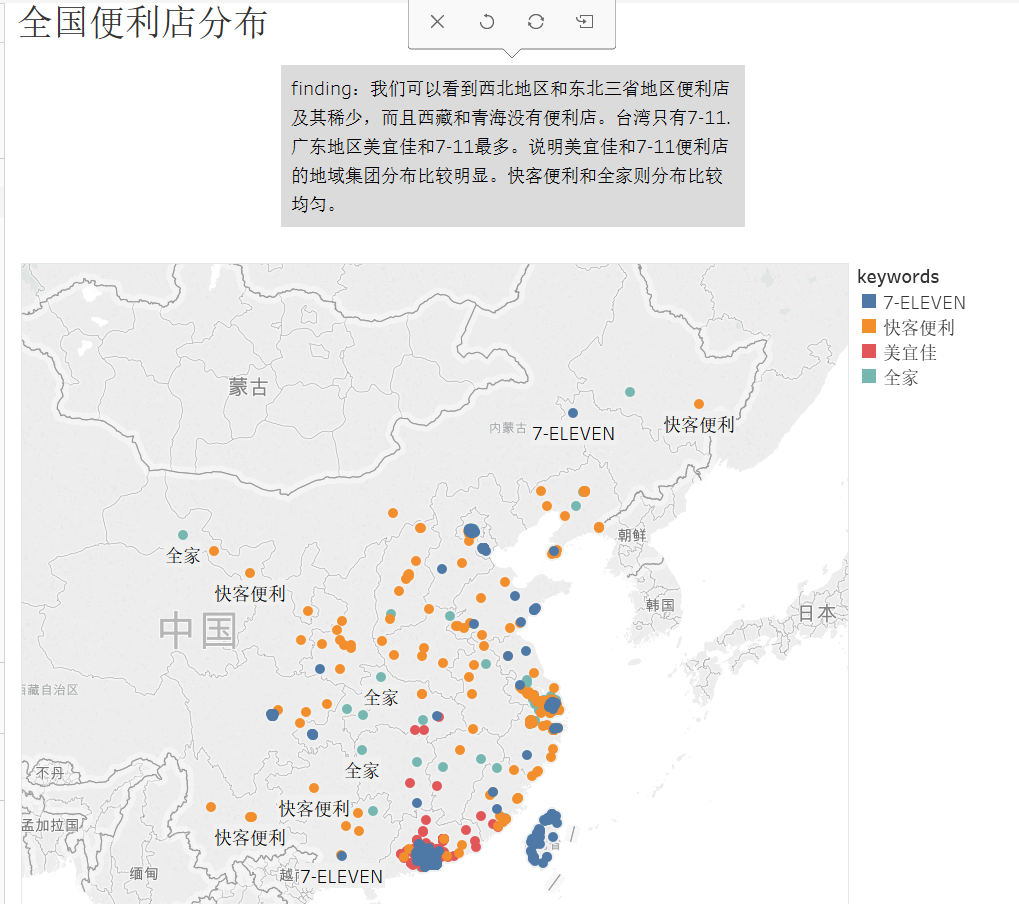 全国便利店分布
finding：我们可以看到西北地区和东北三省地区便利店
及其稀少，而且西藏和青海没有便利店。台湾只有7-11.
广东地区美宜佳和7-11最多。说明美宜佳和7-11便利店
的地域集团分布比较明显。快客便利和全家则分布比较
均匀。
keywords
7-ELEVEN
快客便利
美宜佳
全家
蒙古
内蒙古
7-ELEVEN
快客便利
朝鲜
全家
快客便利
韩国
日本
中国
西藏自治区
全家
全家
不丹
快客便利
孟加拉国
快客便利
缅甸
越
7-ELEVEN